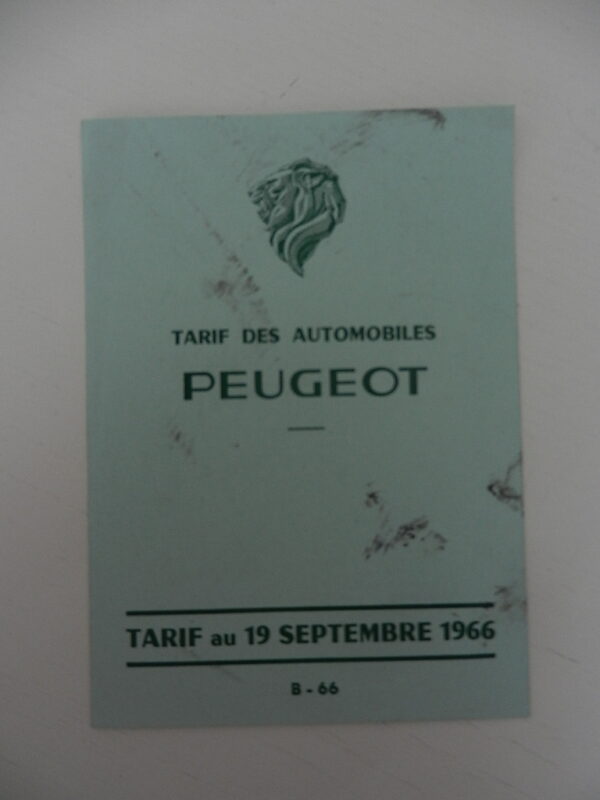 TARIF DES AUTOMOBILES
PEUGEOT
TARIF au 19 SEPTEMBRE 1966
B - 66